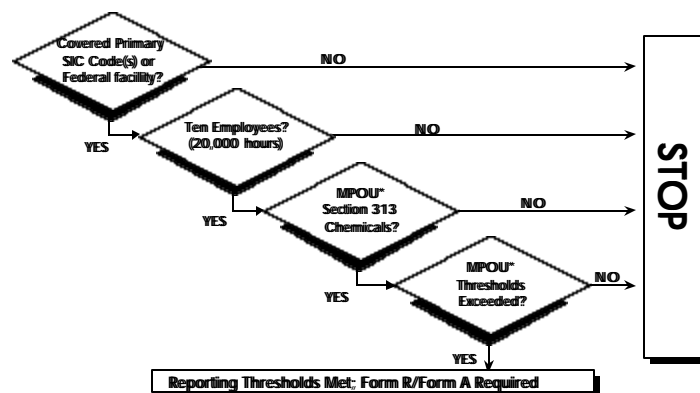 Covered Primary
SIC Code(s) or
Federal facility?
NO
YES
Ten Employees?
(20,000 hours)
NO
YES
MPOU*
Section 313
Chemicals?
NO
YES
MPOU*
Thresholds
Exceeded?
NO
YES
STOP
Reporting Thresholds Met; Form R/Form A Required